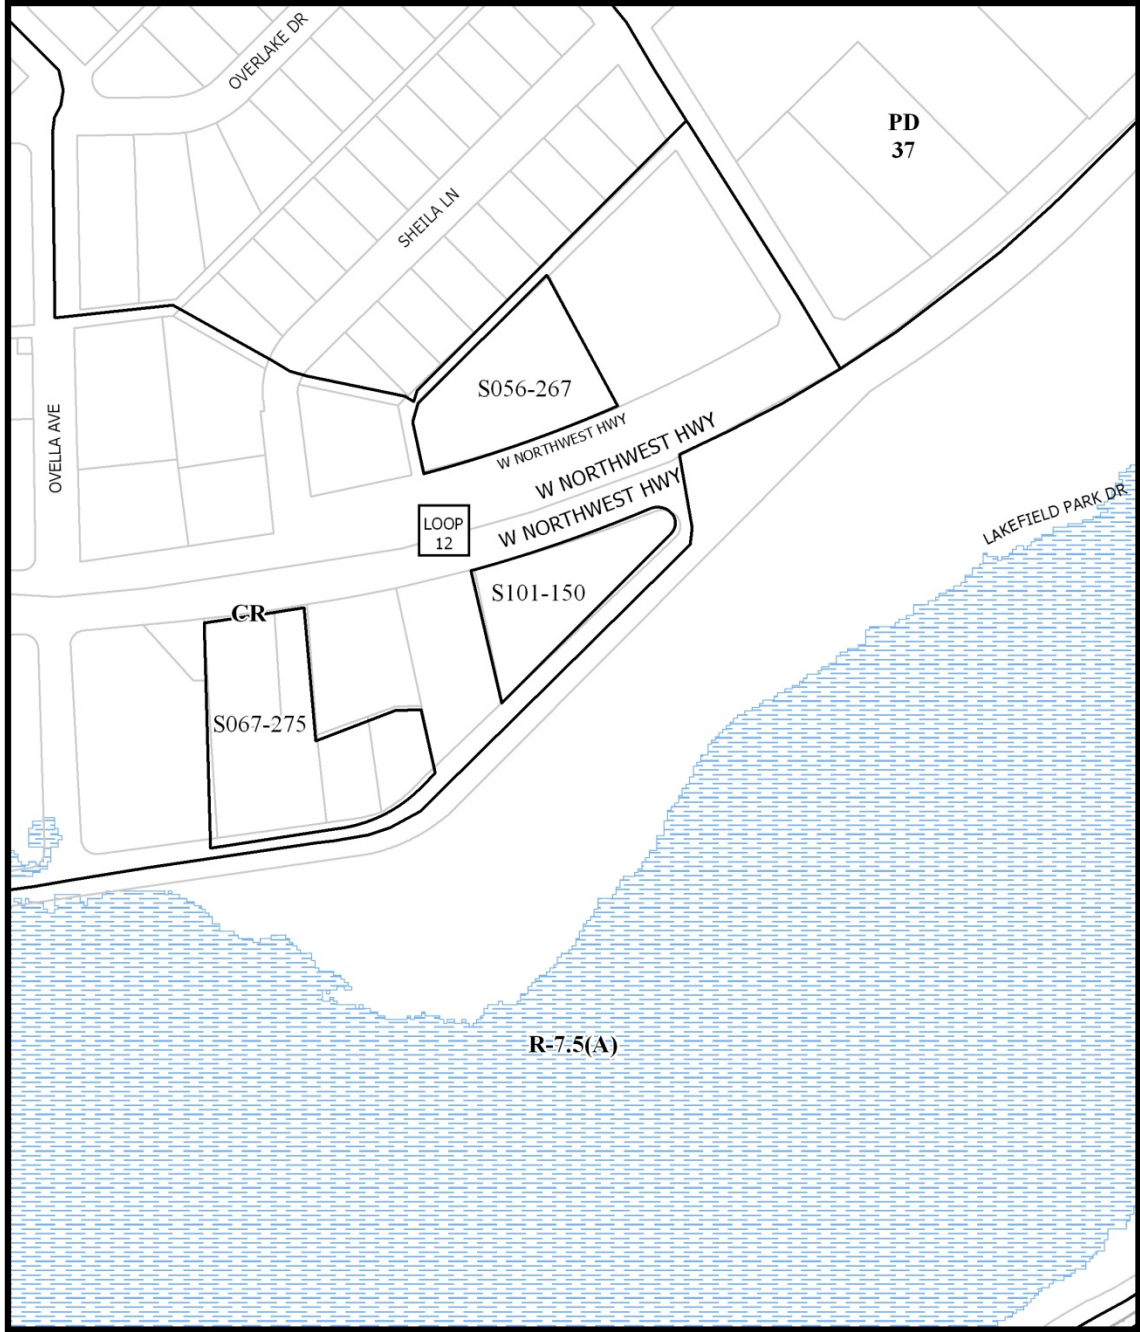 OVERLAKE DR
PD
37
SHEILA LN
S056-267
OVELLA AVE
W NORTHWEST HWY
W NORTHWEST HWY
W NORTHWEST HWY
LOOP
12
LAKEFIELD PARK DR
S101-150
CR
S067-275
R-7.5(A)